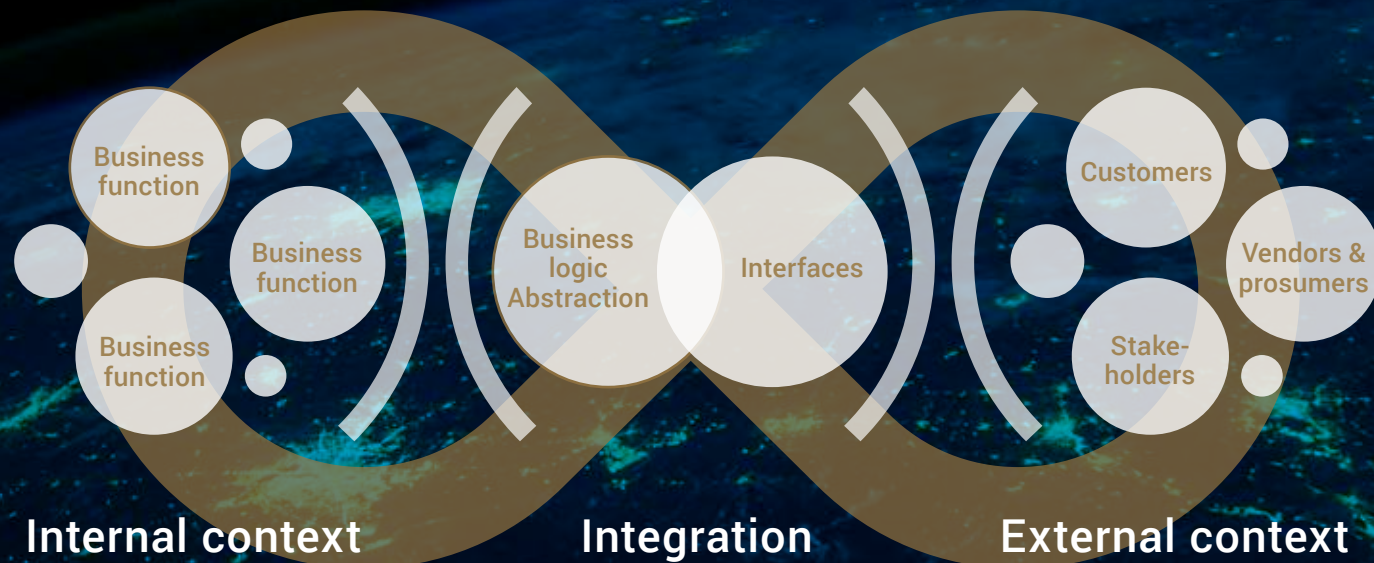 Business
function
Business
function
Business
function
Business
logic
Abstraction
Interfaces
Customers
Vendors &
prosumers
Stake-
holders
Internal context
Integration
External context